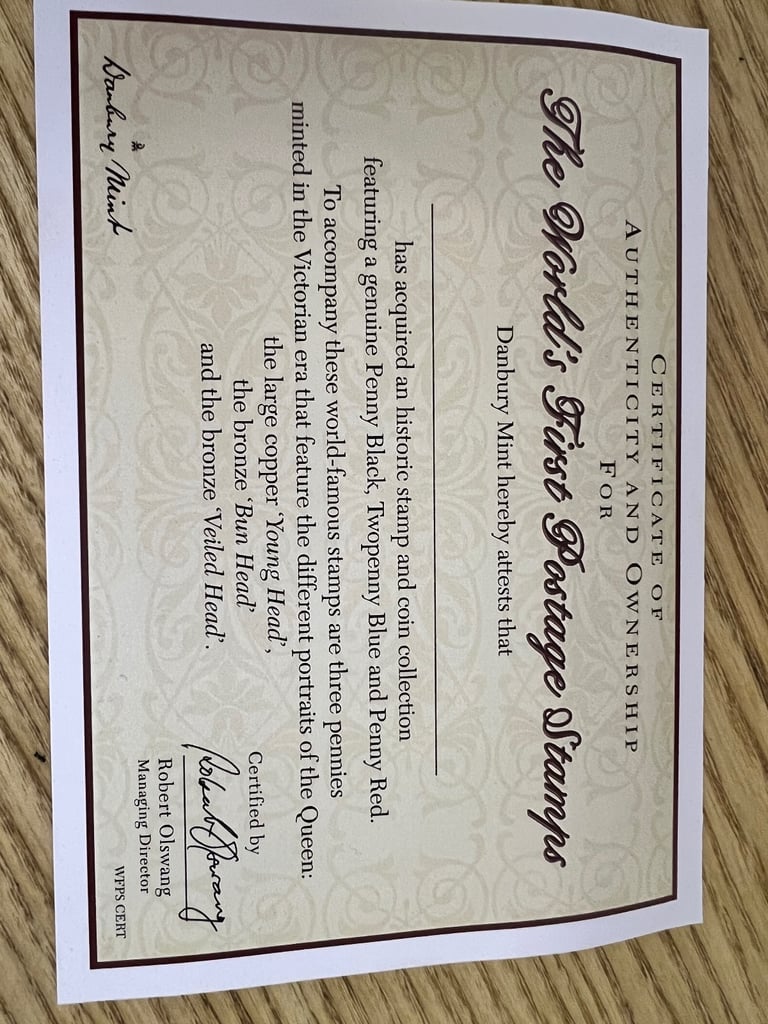 CERTIFICATE OF
AUTHENTICITY AND OWNERSHIP
FOR
The World's First Postage Stamps
Danbury Mint hereby attests that
has acquired an historic stamp and coin collection
featuring a genuine Penny Black, Twopenny Blue and Penny Red.
To accompany these world-famous stamps are three pennies
minted in the Victorian era that feature the different portraits of the Queen:
the large copper 'Young Head',
the bronze 'Bun Head'
and the bronze 'Veiled Head'.
Danbury Mint
Certified by
Robert Olswang
Robert Olswang
Managing Director
WFPS CERT